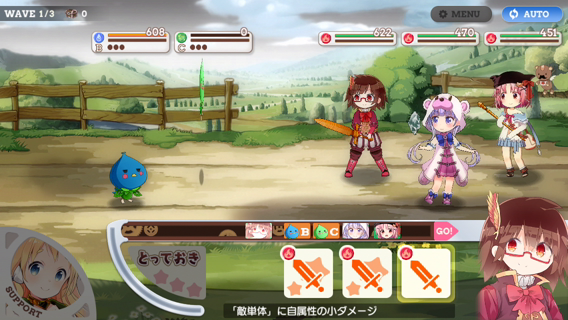 WAVE 1/3 0
MENU
AUTO
608
B
0
C
622
470
451
B
C
GO!
SUPPORT
とっておき
「敵単体」に自属性の小ダメージ